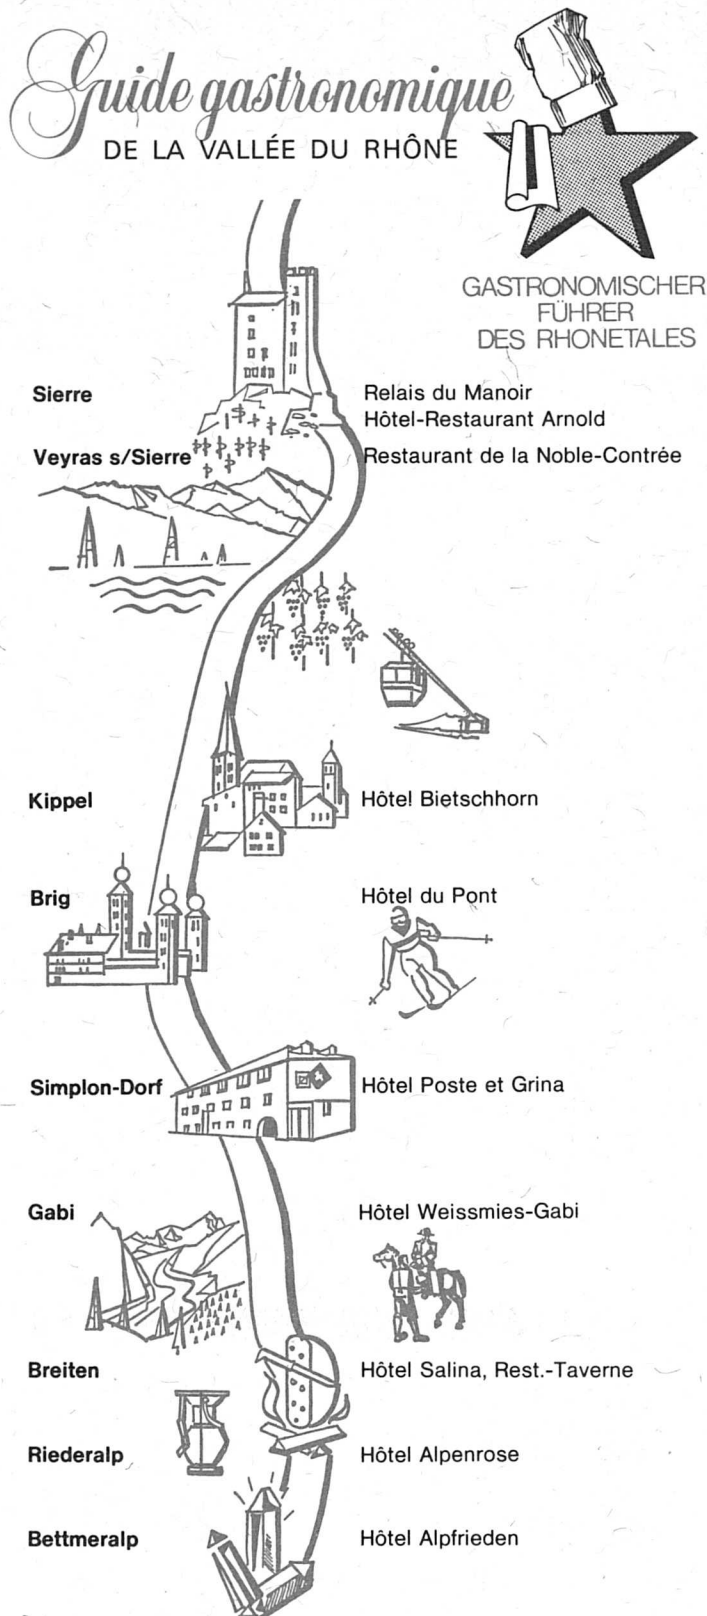 Guide gastronomique
DE LA VALLÉE DU RHÔNE
GASTRONOMISCHER
FÜHRER
DES RHONETALES
Sierre
Relais du Manoir
Hôtel-Restaurant Arnold
Veyras s/Sierre
Restaurant de la Noble-Contrée
Kippel
Hôtel Bietschhorn
Brig
Hôtel du Pont
Simplon-Dorf
Hôtel Poste et Grina
Gabi
Hôtel Weissmies-Gabi
Breiten
Hôtel Salina, Rest.-Taverne
Riederalp
Hôtel Alpenrose
Bettmeralp
Hôtel Alpfrieden